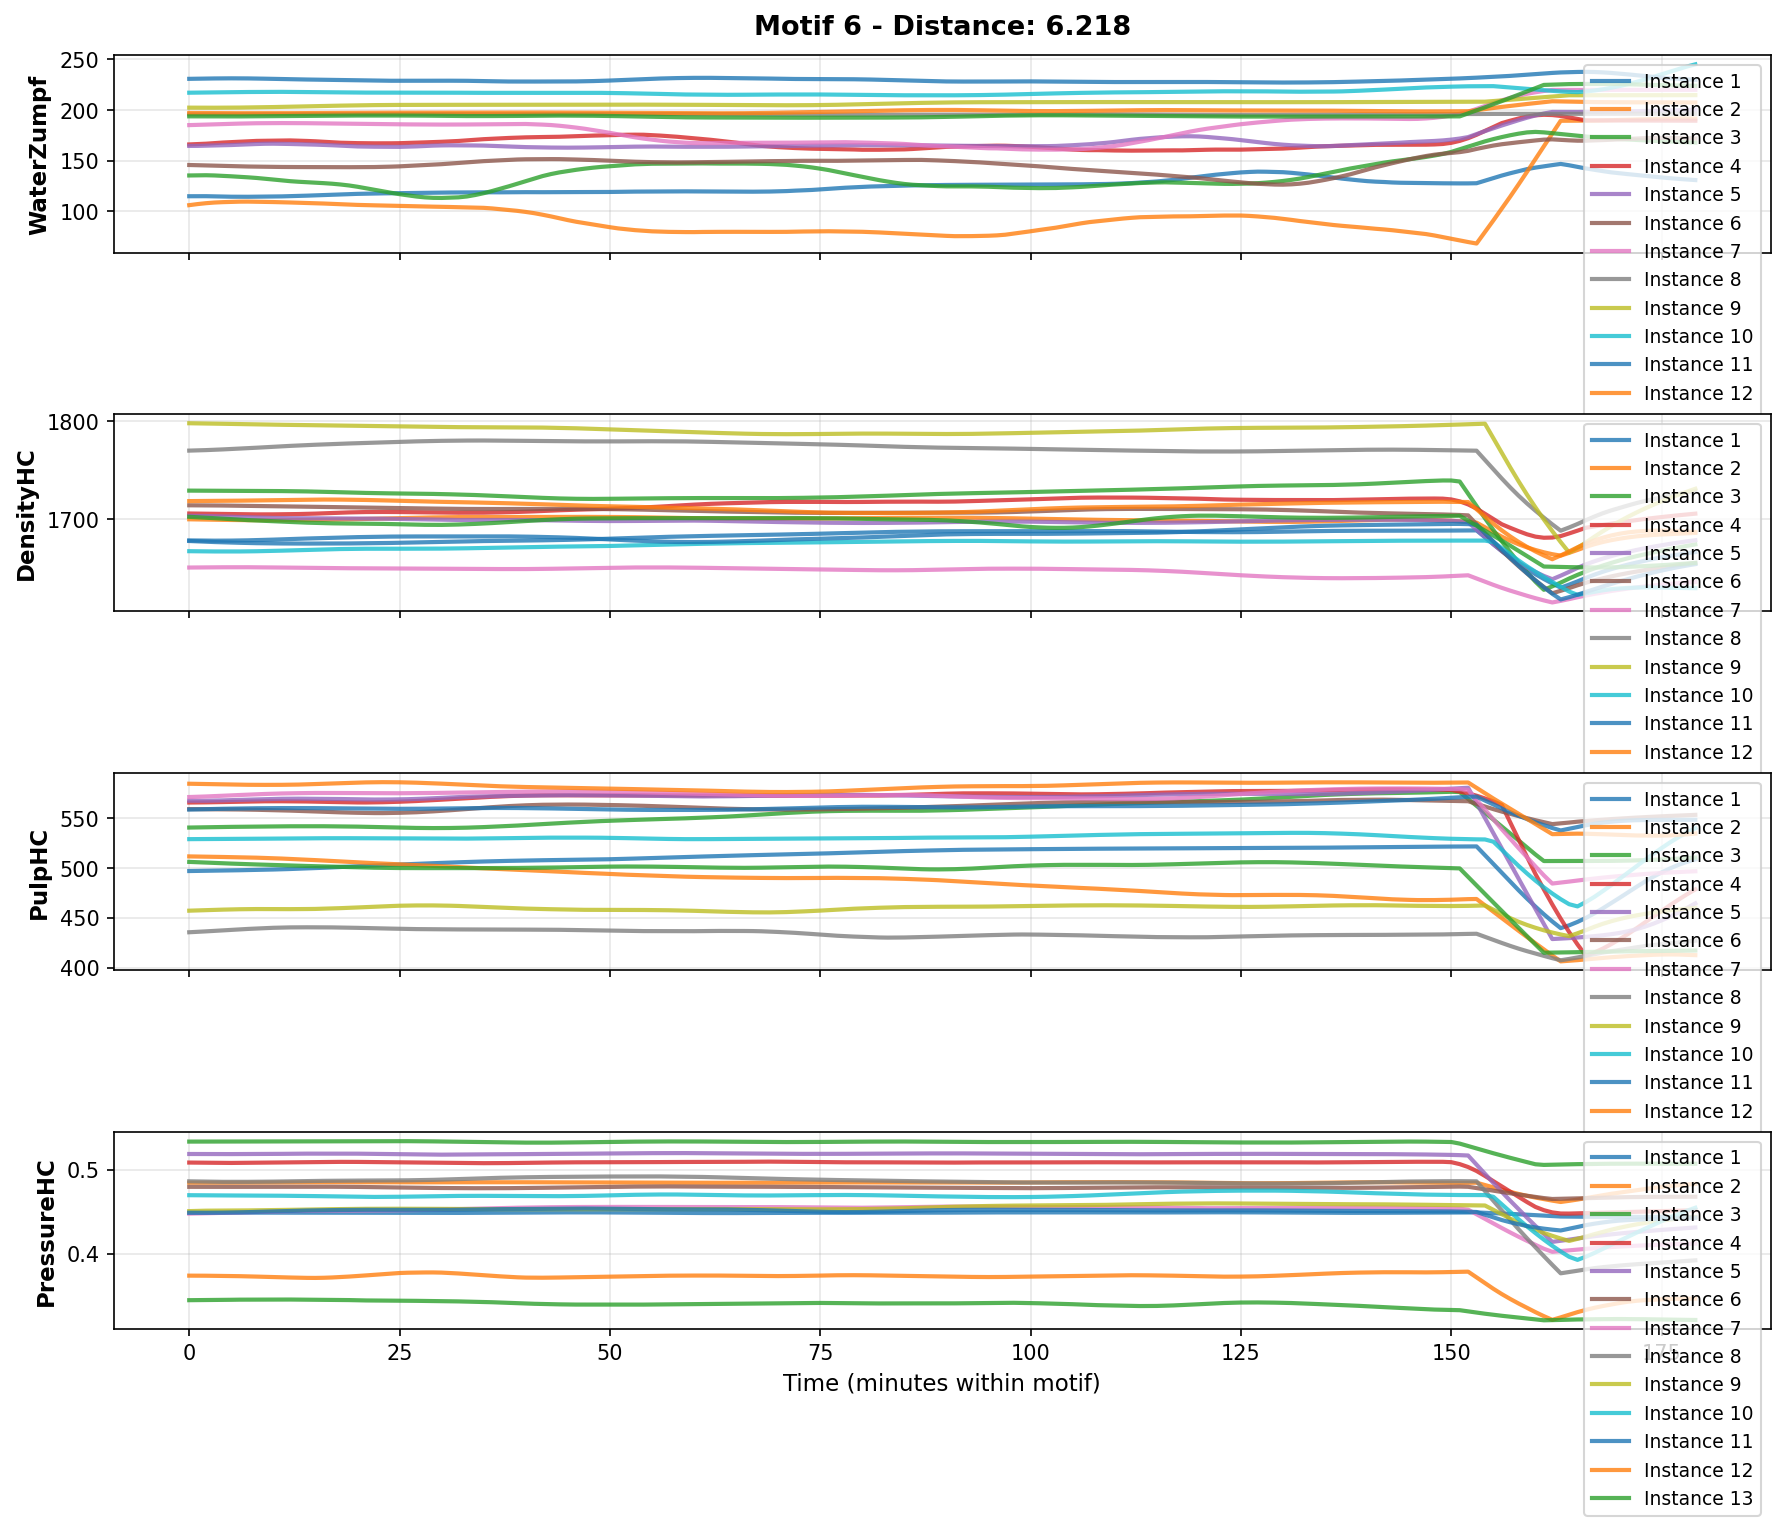 Motif 6 - Distance: 6.218
WaterZumpf
250
200
150
100
Instance 1
Instance 2
Instance 3
Instance 4
Instance 5
Instance 6
Instance 7
Instance 8
Instance 9
Instance 10
Instance 11
Instance 12
DensityHC
1800
1700
Instance 1
Instance 2
Instance 3
Instance 4
Instance 5
Instance 6
Instance 7
Instance 8
Instance 9
Instance 10
Instance 11
Instance 12
PulpHC
550
500
450
400
Instance 1
Instance 2
Instance 3
Instance 4
Instance 5
Instance 6
Instance 7
Instance 8
Instance 9
Instance 10
Instance 11
Instance 12
PressureHC
0.5
0.4
Instance 1
Instance 2
Instance 3
Instance 4
Instance 5
Instance 6
Instance 7
Instance 8
Instance 9
Instance 10
Instance 11
Instance 12
Instance 13
0 25 50 75 100 125 150 175
Time (minutes within motif)